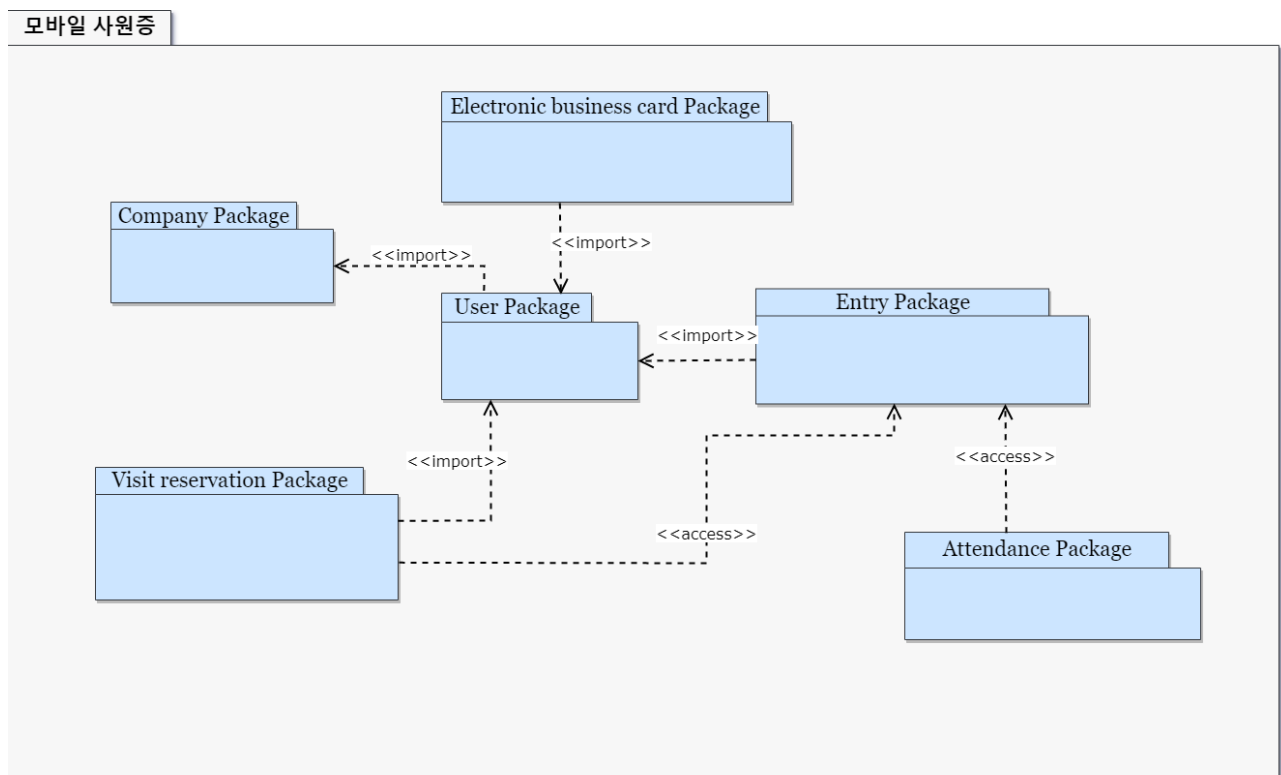 모바일 사원증
Electronic business card Package
Company Package
<<import>>
<<import>>
User Package
Entry Package
<<import>>
<<import>>
Visit reservation Package
<<access>>
<<access>>
Attendance Package